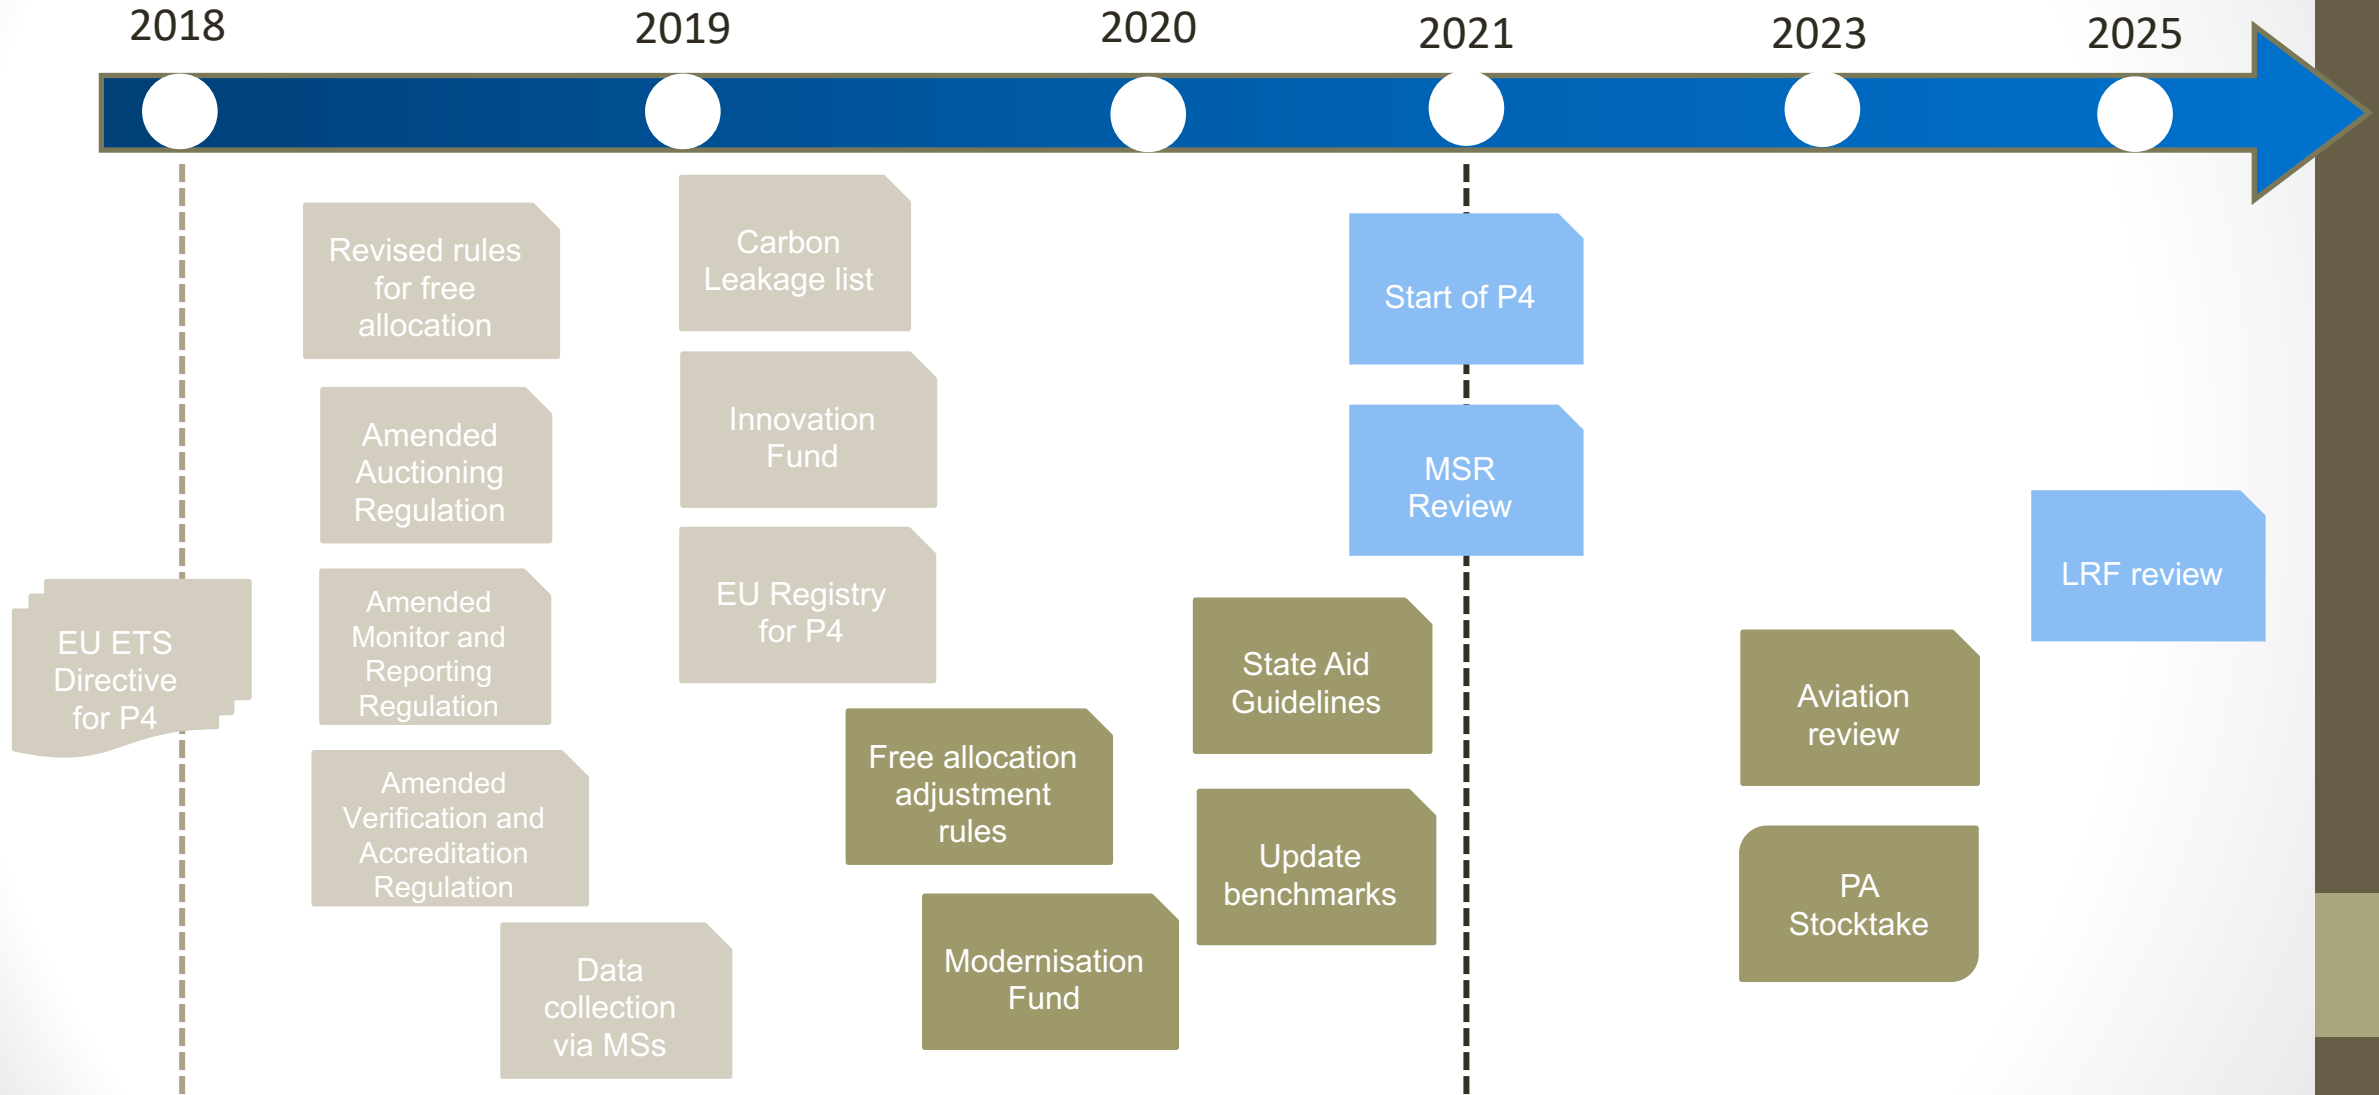 2018
2019
2020
2021
2023
2025
EU ETS
Directive
for P4
Revised rules
for free
allocation
Amended
Auctioning
Regulation
Amended
Monitor and
Reporting
Regulation
Amended
Verification and
Accreditation
Regulation
Data
collection
via MSs
Carbon
Leakage list
Innovation
Fund
EU Registry
for P4
Free allocation
adjustment
rules
Modernisation
Fund
State Aid
Guidelines
Update
benchmarks
Start of P4
MSR
Review
Aviation
review
PA
Stocktake
LRF review